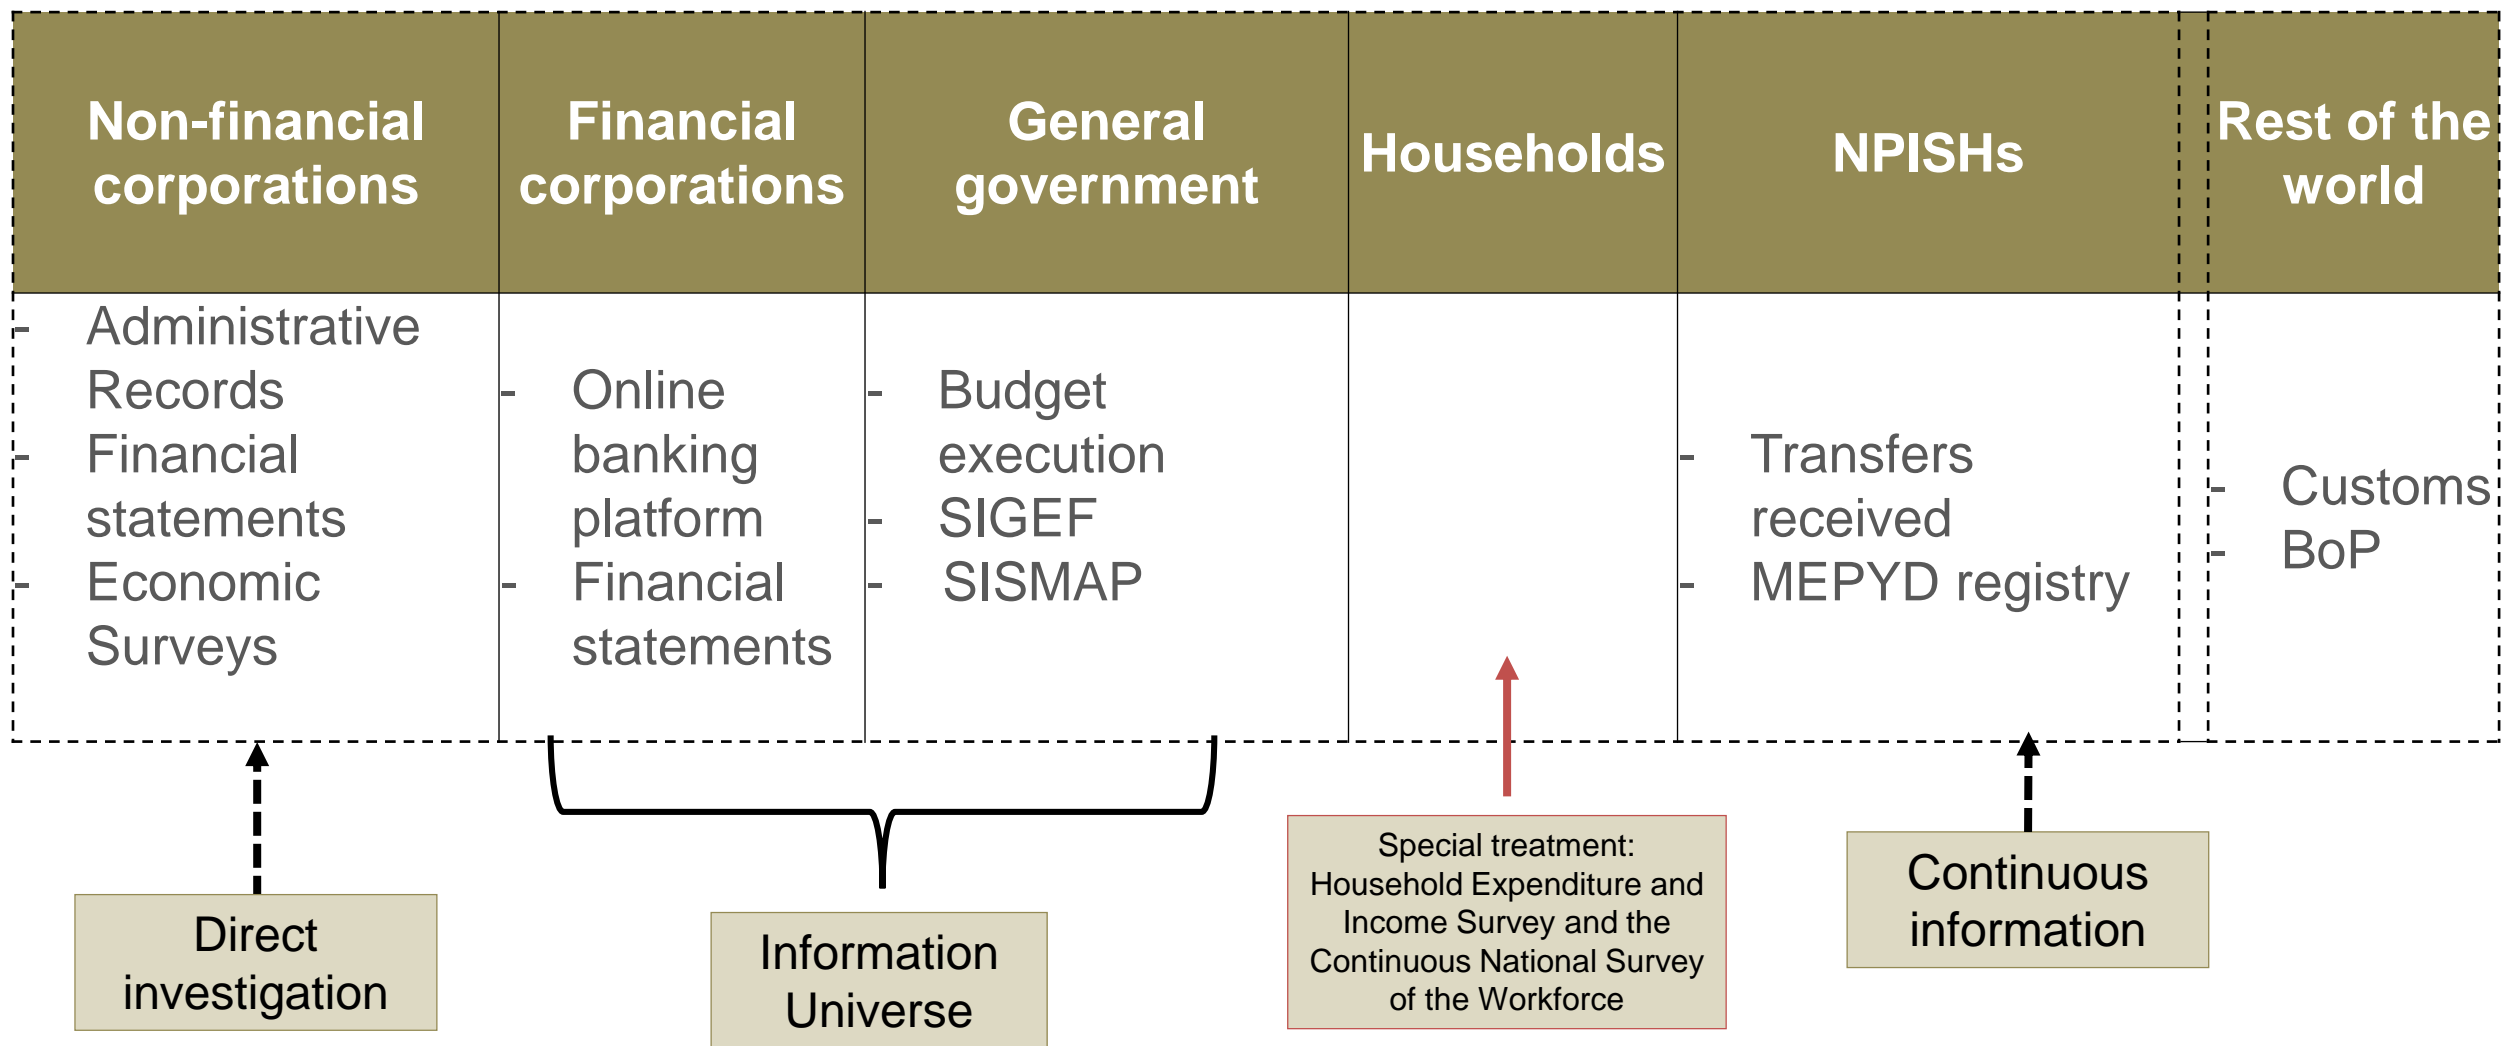 Non-financial
corporations
Financial
corporations
General
government
Households
NPISHs
Rest of the
world
- Administrative
Records
- Financial
statements
- Economic
Surveys
- Online
banking
platform
- Financial
statements
- Budget
execution
- SIGEF
- SISMAP
- Transfers
received
- MEPYD registry
- Customs
- BoP
Direct
investigation
Information
Universe
Special treatment:
Household Expenditure and
Income Survey and the
Continuous National Survey
of the Workforce
Continuous
information